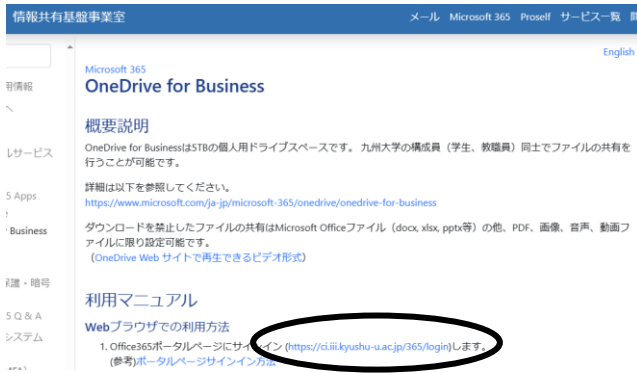 情報共有基盤事業室
メール Microsoft 365 Proself サービス一覧
English
用情報
へ
Microsoft 365
OneDrive for Business
概要説明
ルサービス
OneDrive for Businessは5TBの個人用ドライブスペースです。 九州大学の構成員（学生、教職員）同士でファイルの共有を
行うことが可能です。
詳細は以下を参照してください。
5 Apps
https://www.microsoft.com/ja-jp/microsoft-365/onedrive/onedrive-for-business
Business
ダウンロードを禁止したファイルの共有はMicrosoft Officeファイル（docx, xlsx, pptx等）の他、PDF、画像、音声、動画フ
ァイルに限り設定可能です。
（OneDrive Web サイトで再生できるビデオ形式）
保護・暗号
利用マニュアル
5 Q & A
Webブラウザでの利用方法
システム
1. Office365ポータルページにサインイン (https://ci.iii.kyushu-u.ac.jp/365/login)します。
(参考)ポータルページサインイン方法